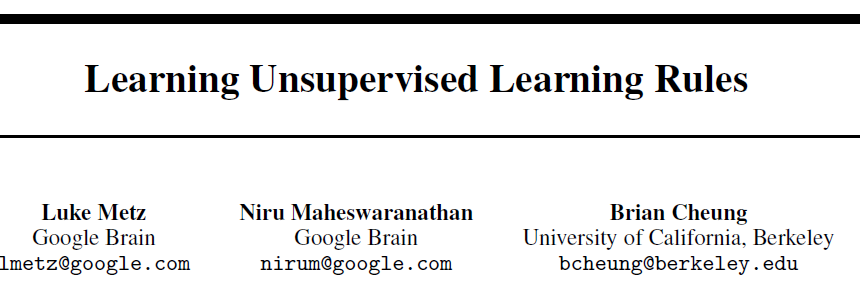 Learning Unsupervised Learning Rules
Luke Metz Niru Maheswaranathan Brian Cheung
Google Brain Google Brain University of California, Berkeley
lmetz@google.com nirum@google.com bcheung@berkeley.edu